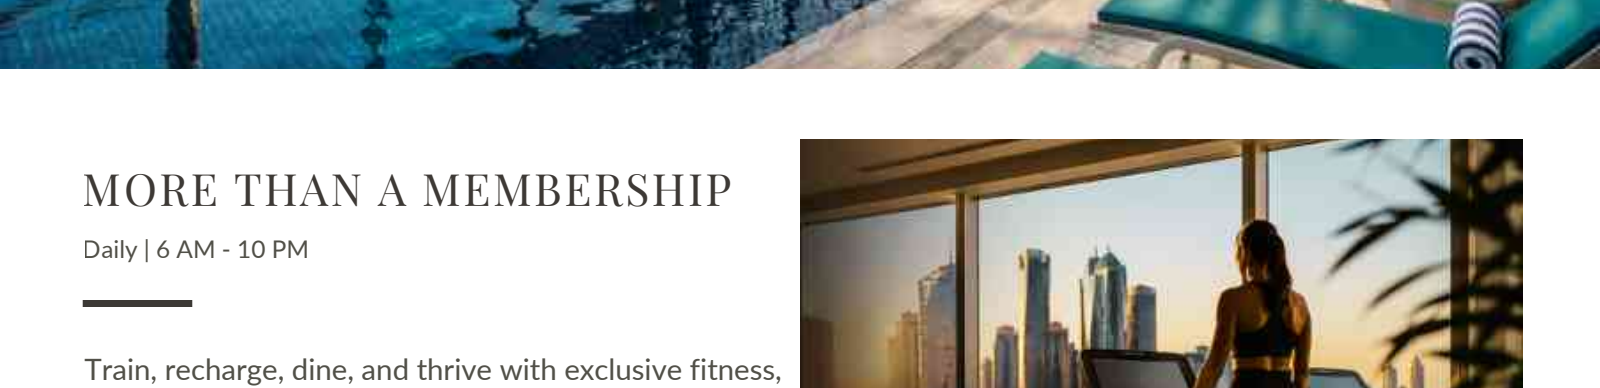 MORE THAN A MEMBERSHIP
Daily | 6 AM - 10 PM
Train, recharge, dine, and thrive with exclusive fitness,